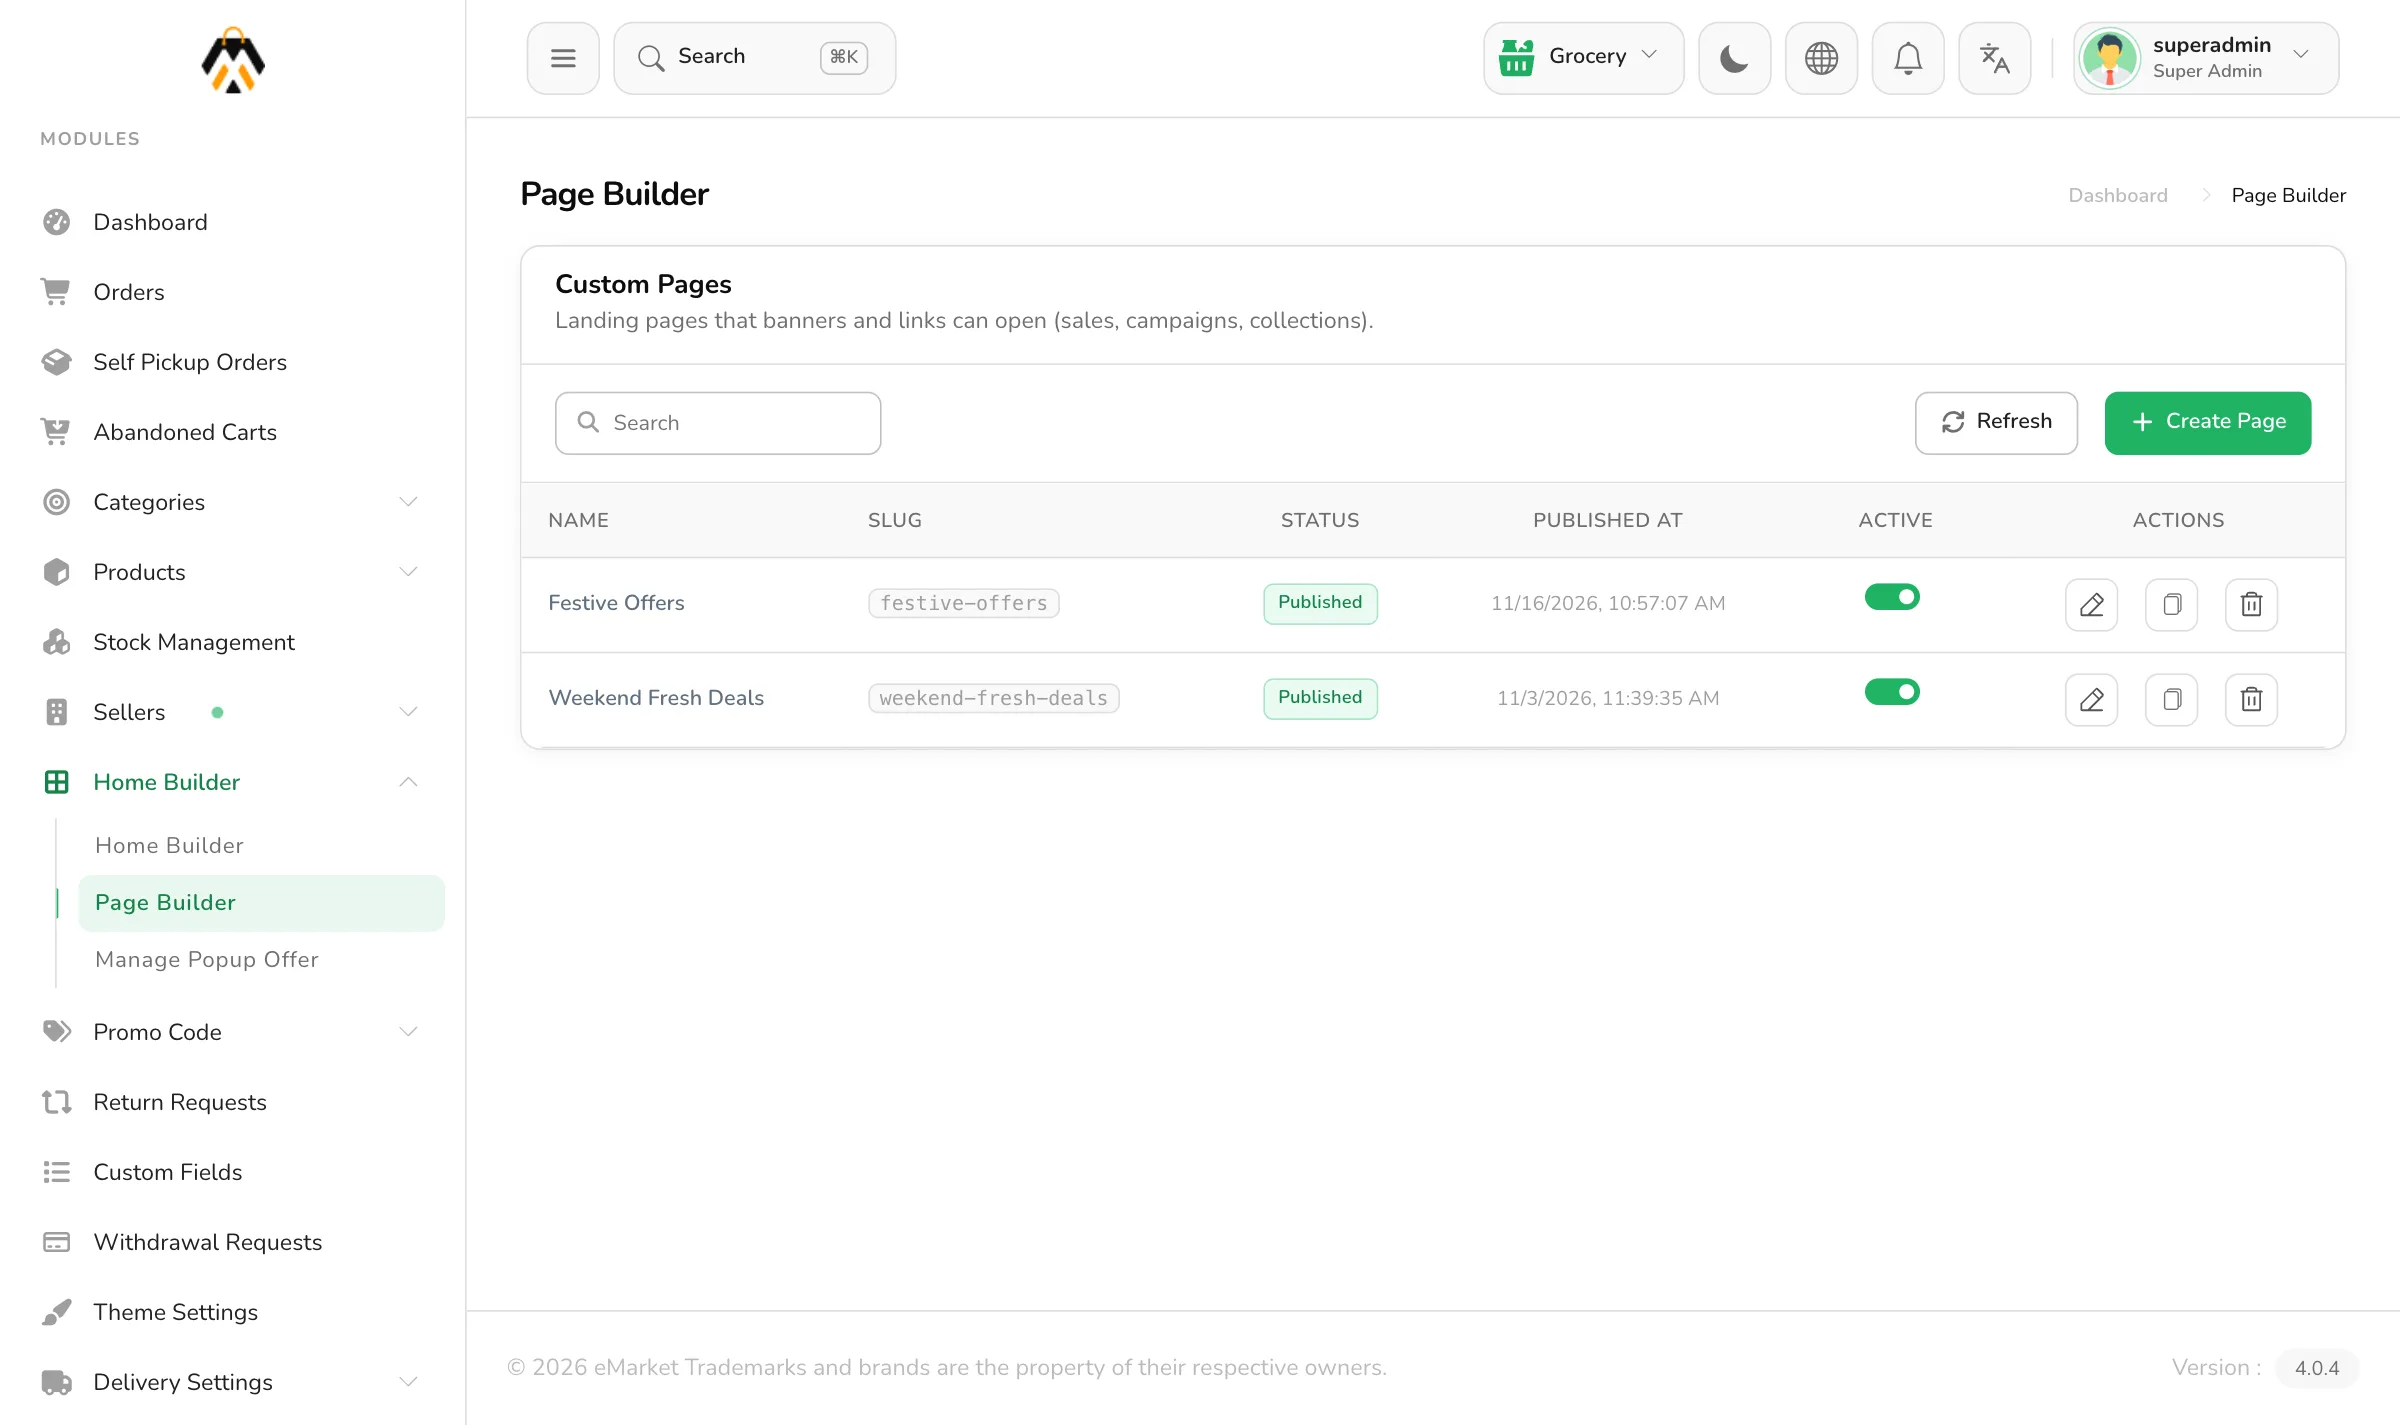 Search ⌘K
Grocery
superadmin
Super Admin
MODULES
Dashboard
Orders
Self Pickup Orders
Abandoned Carts
Categories
Products
Stock Management
Sellers
Home Builder
Home Builder
Page Builder
Manage Popup Offer
Promo Code
Return Requests
Custom Fields
Withdrawal Requests
Theme Settings
Delivery Settings
Page Builder
Dashboard Page Builder
Custom Pages
Landing pages that banners and links can open (sales, campaigns, collections).
Search
Refresh
+ Create Page
NAME SLUG STATUS PUBLISHED AT ACTIVE ACTIONS
Festive Offers festive-offers Published 11/16/2026, 10:57:07 AM
Weekend Fresh Deals weekend-fresh-deals Published 11/3/2026, 11:39:35 AM
© 2026 eMarket Trademarks and brands are the property of their respective owners.
Version : 4.0.4